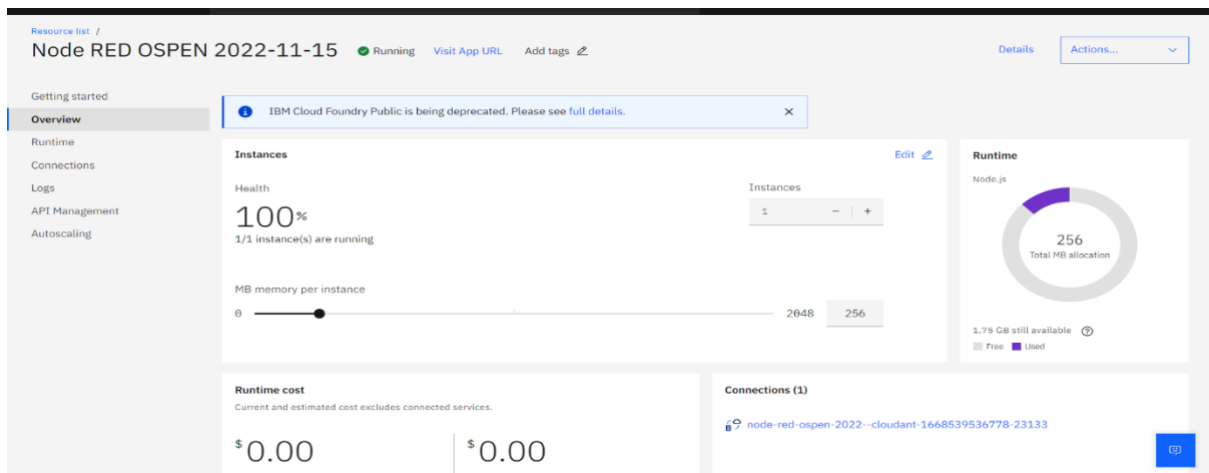 Resource list /
Node RED OSPEN 2022-11-15 Running Visit App URL Add tags
Details Actions...
Getting started
Overview
Runtime
Connections
Logs
API Management
Autoscaling
IBM Cloud Foundry Public is being deprecated. Please see full details.
Instances Edit
Health
100%
1/1 instance(s) are running
Instances
1 - +
MB memory per instance
0 2048 256
Runtime
Node.js
256
Total MB allocation
1.75 GB still available
Free Used
Runtime cost
Current and estimated cost excludes connected services.
$0.00 $0.00
Connections (1)
node-red-ospen-2022--cloudant-1668539536778-23133